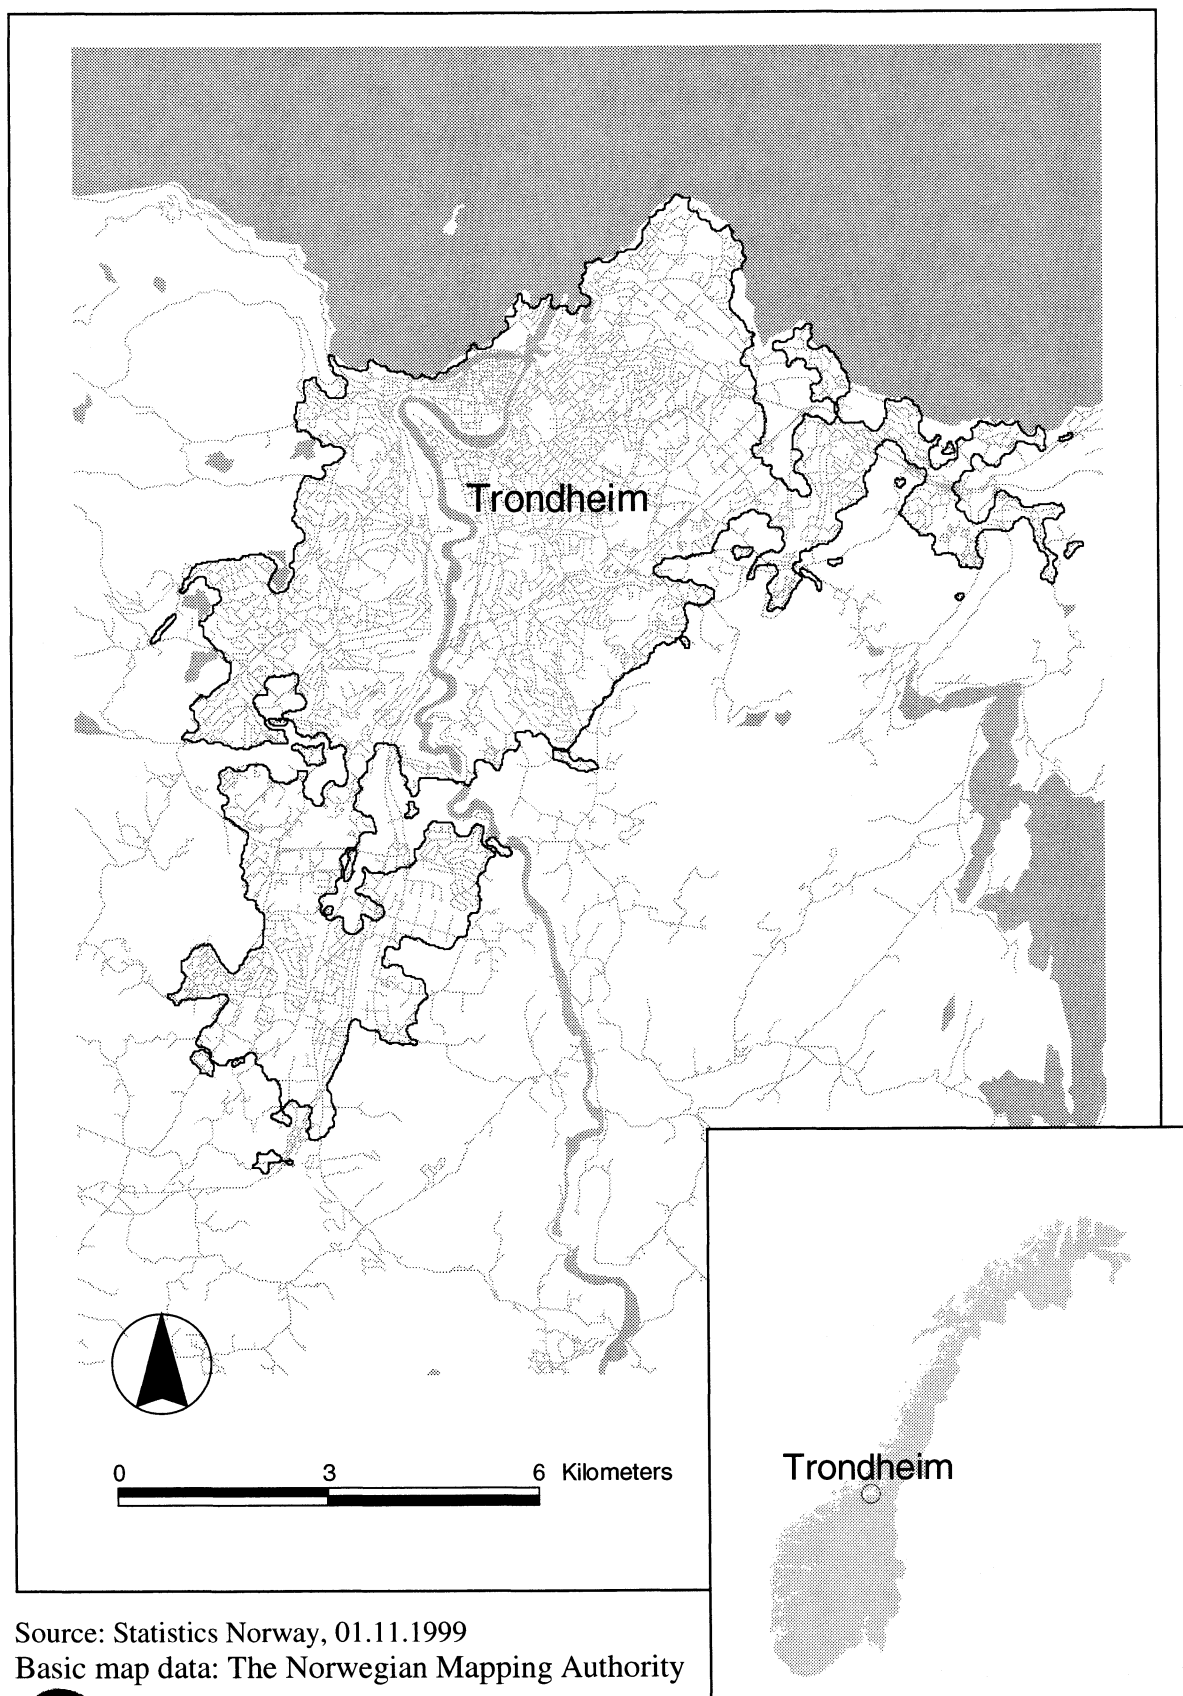 Trondheim
0 3 6 Kilometers
Trondheim
Source: Statistics Norway, 01.11.1999
Basic map data: The Norwegian Mapping Authority